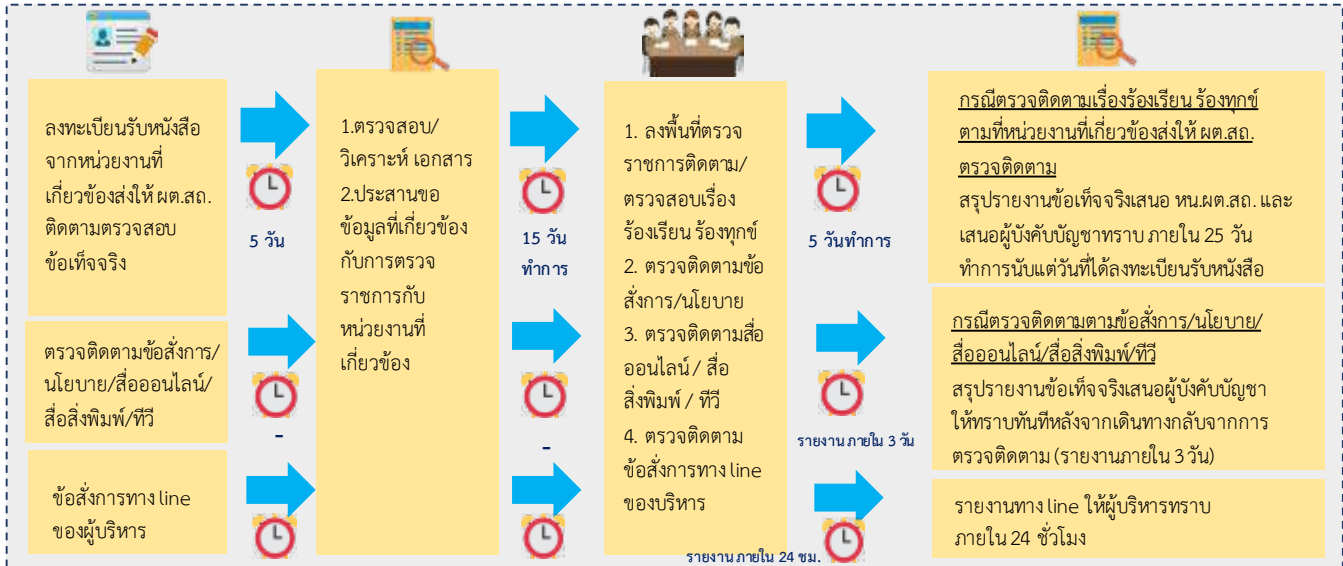 ลงทะเบียนรับหนังสือ
จากหน่วยงานที่
เกี่ยวข้องส่งให้ ผต.สถ.
ติดตามตรวจสอบ
ข้อเท็จจริง
5 วัน
1.ตรวจสอบ/
วิเคราะห์ เอกสาร
2.ประสานขอ
ข้อมูลที่เกี่ยวข้อง
กับการตรวจ
ราชการกับ
หน่วยงานที่
เกี่ยวข้อง
15 วัน
ทำการ
1. ลงพื้นที่ตรวจ
ราชการติดตาม/
ตรวจสอบเรื่อง
ร้องเรียน ร้องทุกข์
2. ตรวจติดตามข้อ
สั่งการ/นโยบาย
3. ตรวจติดตามสื่อ
ออนไลน์ / สื่อ
สิ่งพิมพ์ / ทีวี
4. ตรวจติดตาม
ข้อสั่งการทาง line
ของบริหาร
5 วันทำการ
กรณีตรวจติดตามเรื่องร้องเรียน ร้องทุกข์
ตามที่หน่วยงานที่เกี่ยวข้องส่งให้ ผต.สถ.
ตรวจติดตาม
สรุปรายงานข้อเท็จจริงเสนอ หน.ผต.สถ. และ
เสนอผู้บังคับบัญชาทราบ ภายใน 25 วัน
ทำการนับแต่วันที่ได้ลงทะเบียนรับหนังสือ
ตรวจติดตามข้อสั่งการ/
นโยบาย/สื่อออนไลน์/
สื่อสิ่งพิมพ์/ทีวี
-
-
รายงาน ภายใน 3 วัน
กรณีตรวจติดตามตามข้อสั่งการ/นโยบาย/
สื่อออนไลน์/สื่อสิ่งพิมพ์/ทีวี
สรุปรายงานข้อเท็จจริงเสนอผู้บังคับบัญชา
ให้ทราบทันทีหลังจากเดินทางกลับจากการ
ตรวจติดตาม (รายงานภายใน 3 วัน)
ข้อสั่งการทาง line
ของผู้บริหาร
รายงาน ภายใน 24 ชม.
รายงานทาง line ให้ผู้บริหารทราบ
ภายใน 24 ชั่วโมง